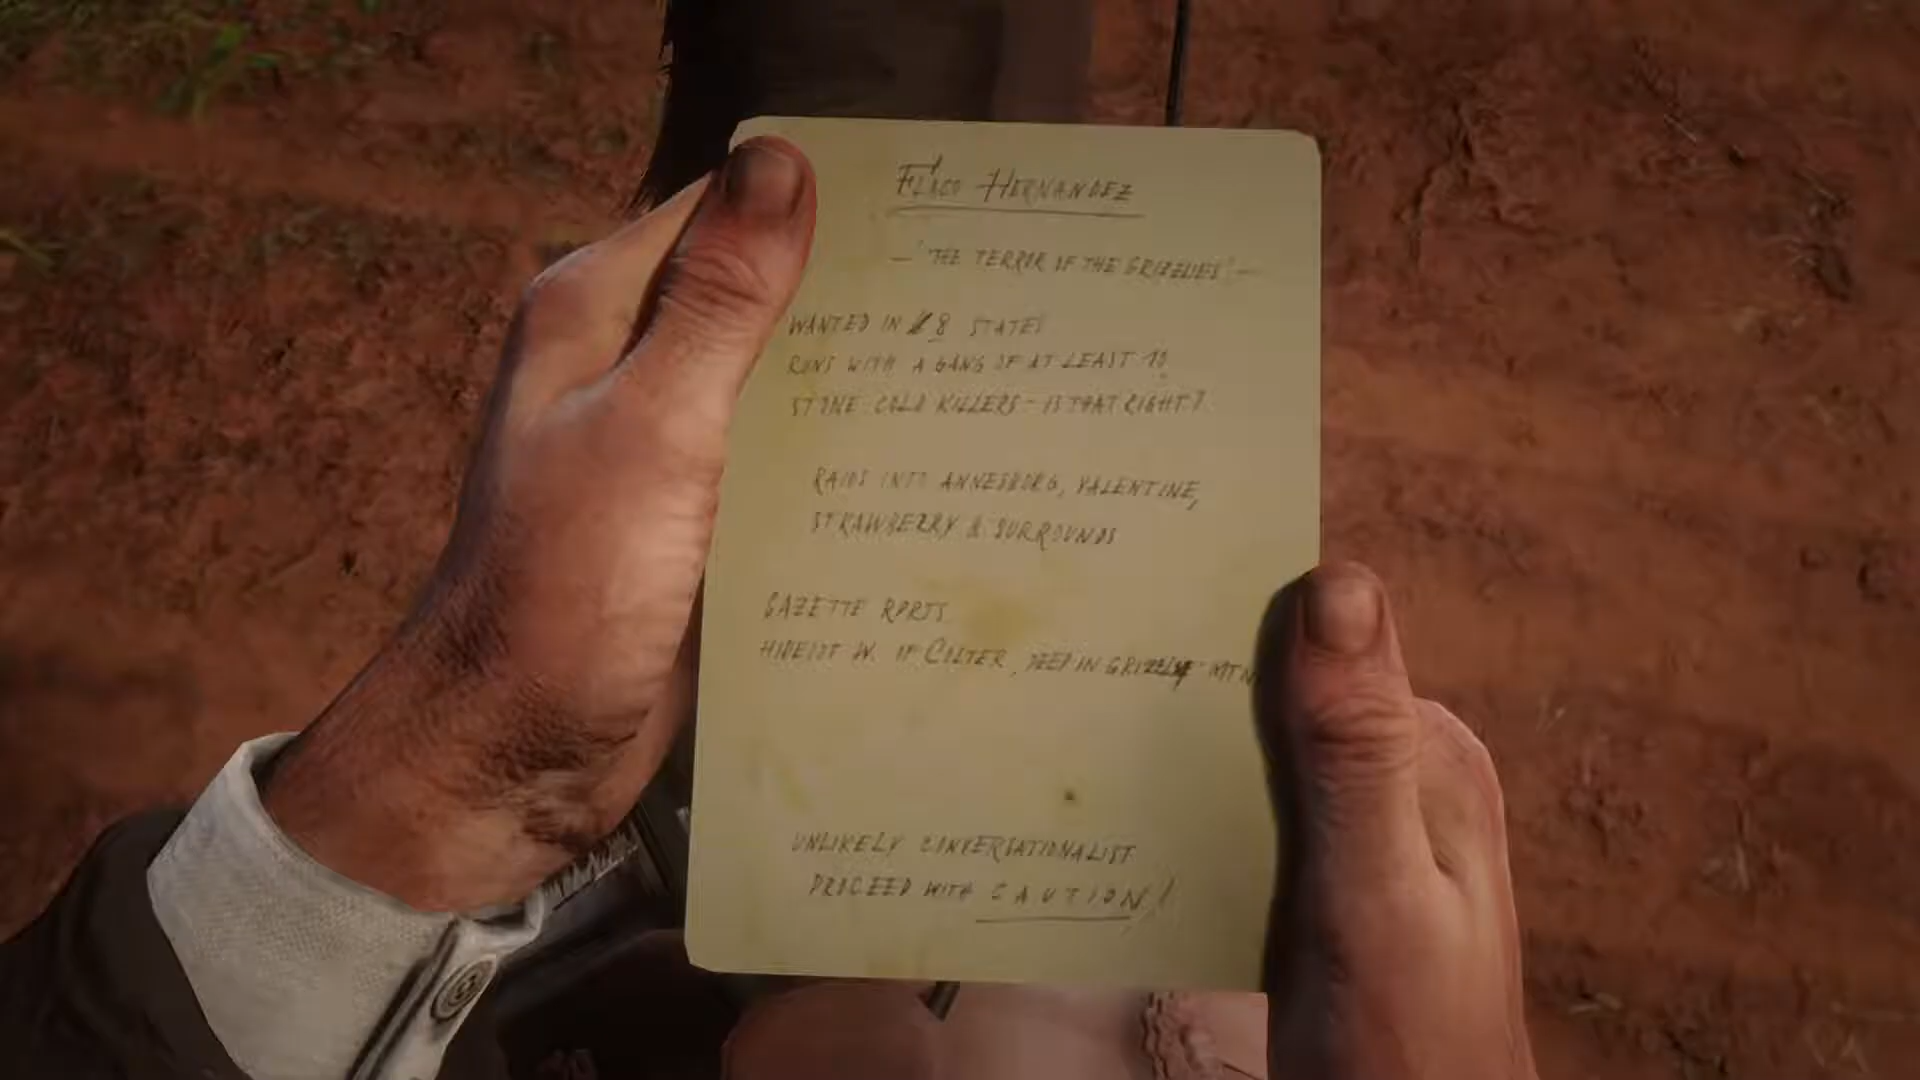 FLACO HERNANDEZ
- 'THE TERROR OF THE GRIZZLIES' -
WANTED IN 8 STATES
RUNS WITH A GANG OF AT LEAST 10
STONE COLD KILLERS - IS THAT RIGHT?
RAIDS INTO ANNESBURG, VALENTINE,
STRAWBERRY & SURROUNDS
GAZETTE RPRTS
HIDEOUT W. OF COLTER, DEEP IN GRIZZLY MTN
UNLIKELY CONVERSATIONALIST
PROCEED WITH CAUTION!